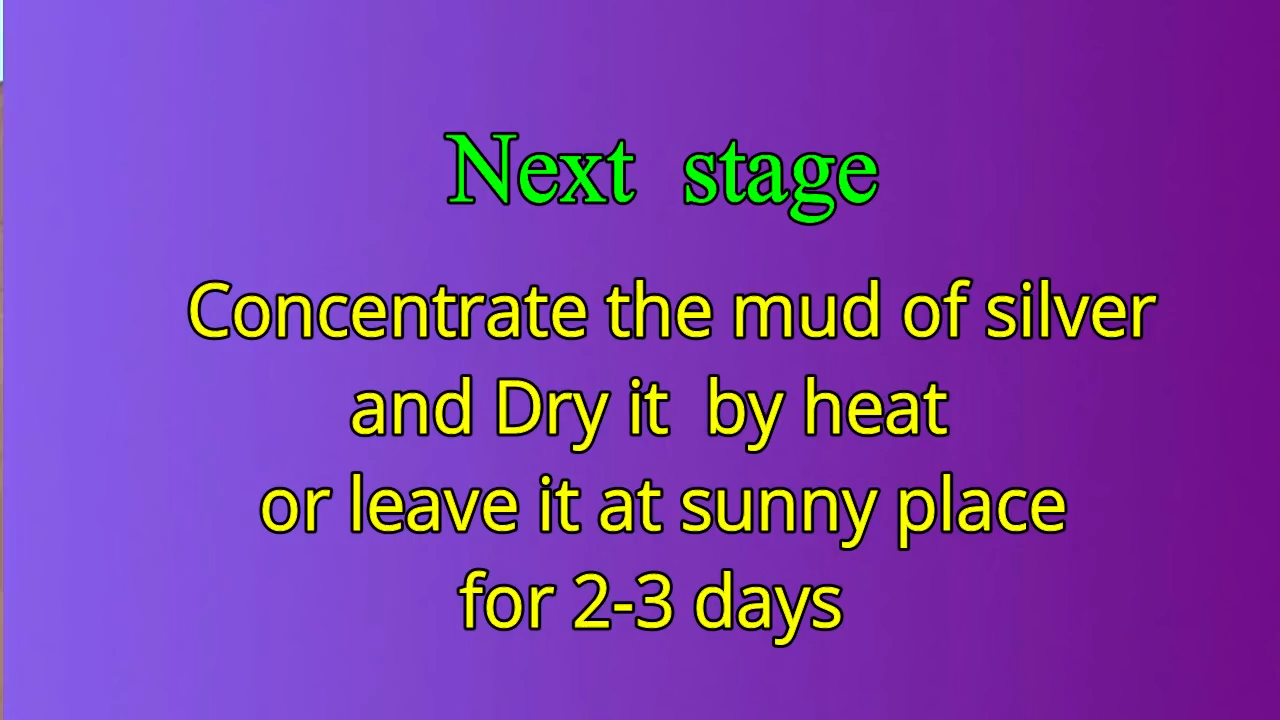 Next stage
Concentrate the mud of silver
and Dry it by heat
or leave it at sunny place
for 2-3 days